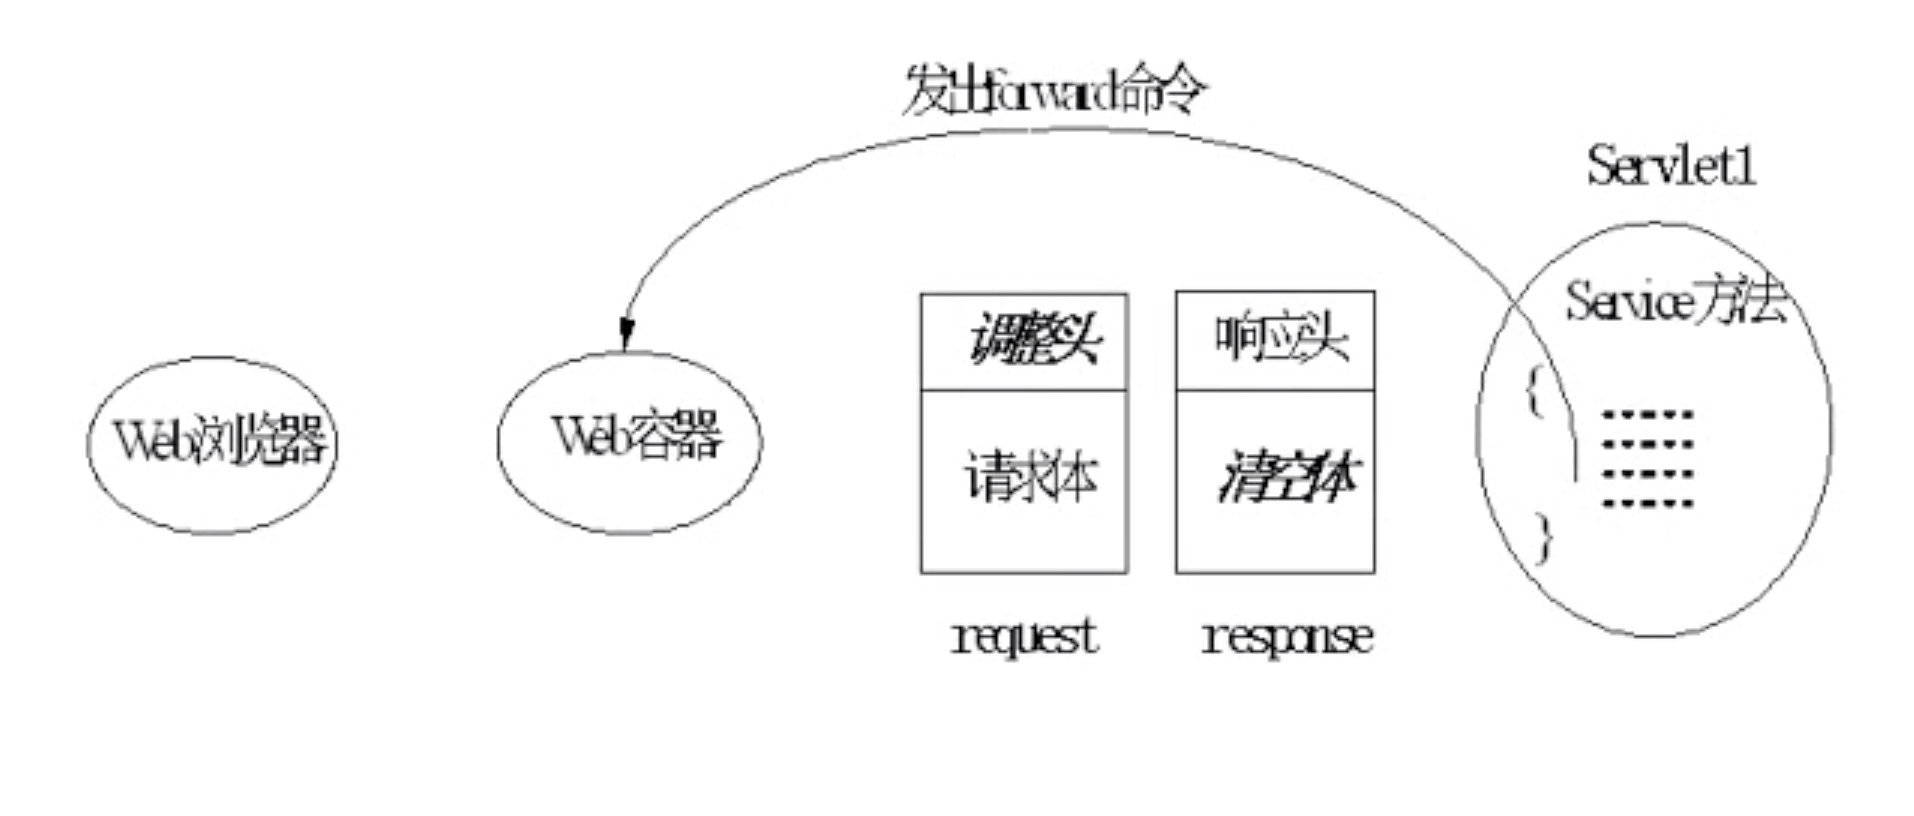 发出forward命令
Servlet1
Service方法
调整头
响应头
{
Web浏览器
Web容器
请求体
清空体
}
request
response